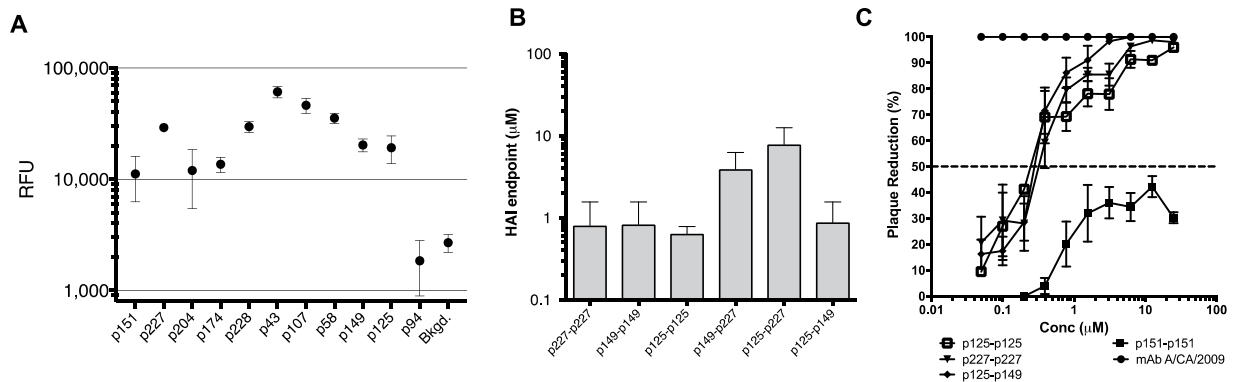 A
RFU
100,000
10,000
1,000
p151
p227
p204
p174
p228
p43
p107
p58
p149
p125
p94
Bkgd.
B
HAI endpoint (μM)
100
10
1
0.1
p227-p227
p149-p149
p125-p125
p149-p227
p125-p227
p125-p149
C
Plaque Reduction (%)
100
90
80
70
60
50
40
30
20
10
0
0.01
0.1
1
10
100
Conc (μM)
p125-p125
p227-p227
p125-p149
p151-p151
mAb A/CA/2009